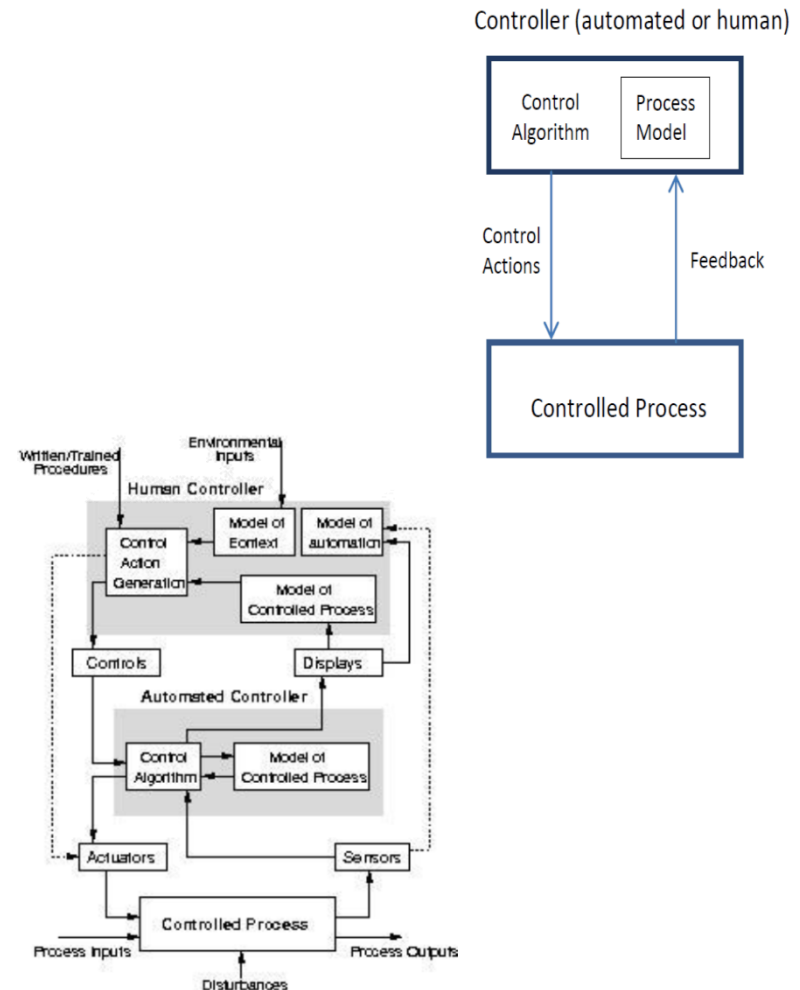 Controller (automated or human)
Control
Algorithm
Process
Model
Control
Actions
Feedback
Controlled Process
Written/Trained
Procedures
Environmental
Inputs
Human Controller
Control
Action
Generation
Model of
Eontext
Model of
automation
Model of
Controlled Process
Controls
Displays
Automated Controller
Control
Algorithm
Model of
Controlled Process
Actuators
Sensors
Controlled Process
Process Inputs
Process Outputs
Disturbances